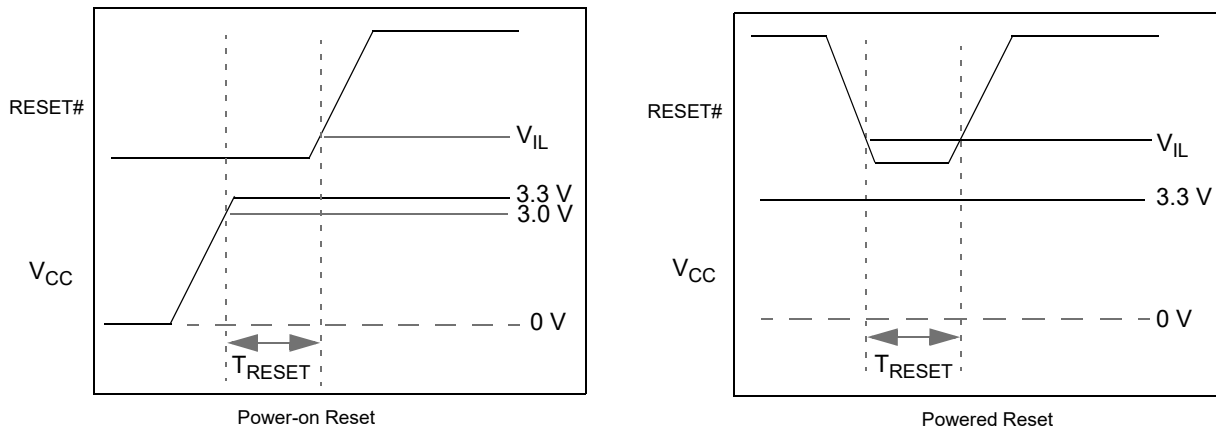 RESET#
VIL
3.3 V
3.0 V
VCC
0 V
TRESET
Power-on Reset
RESET#
VIL
3.3 V
VCC
0 V
TRESET
Powered Reset